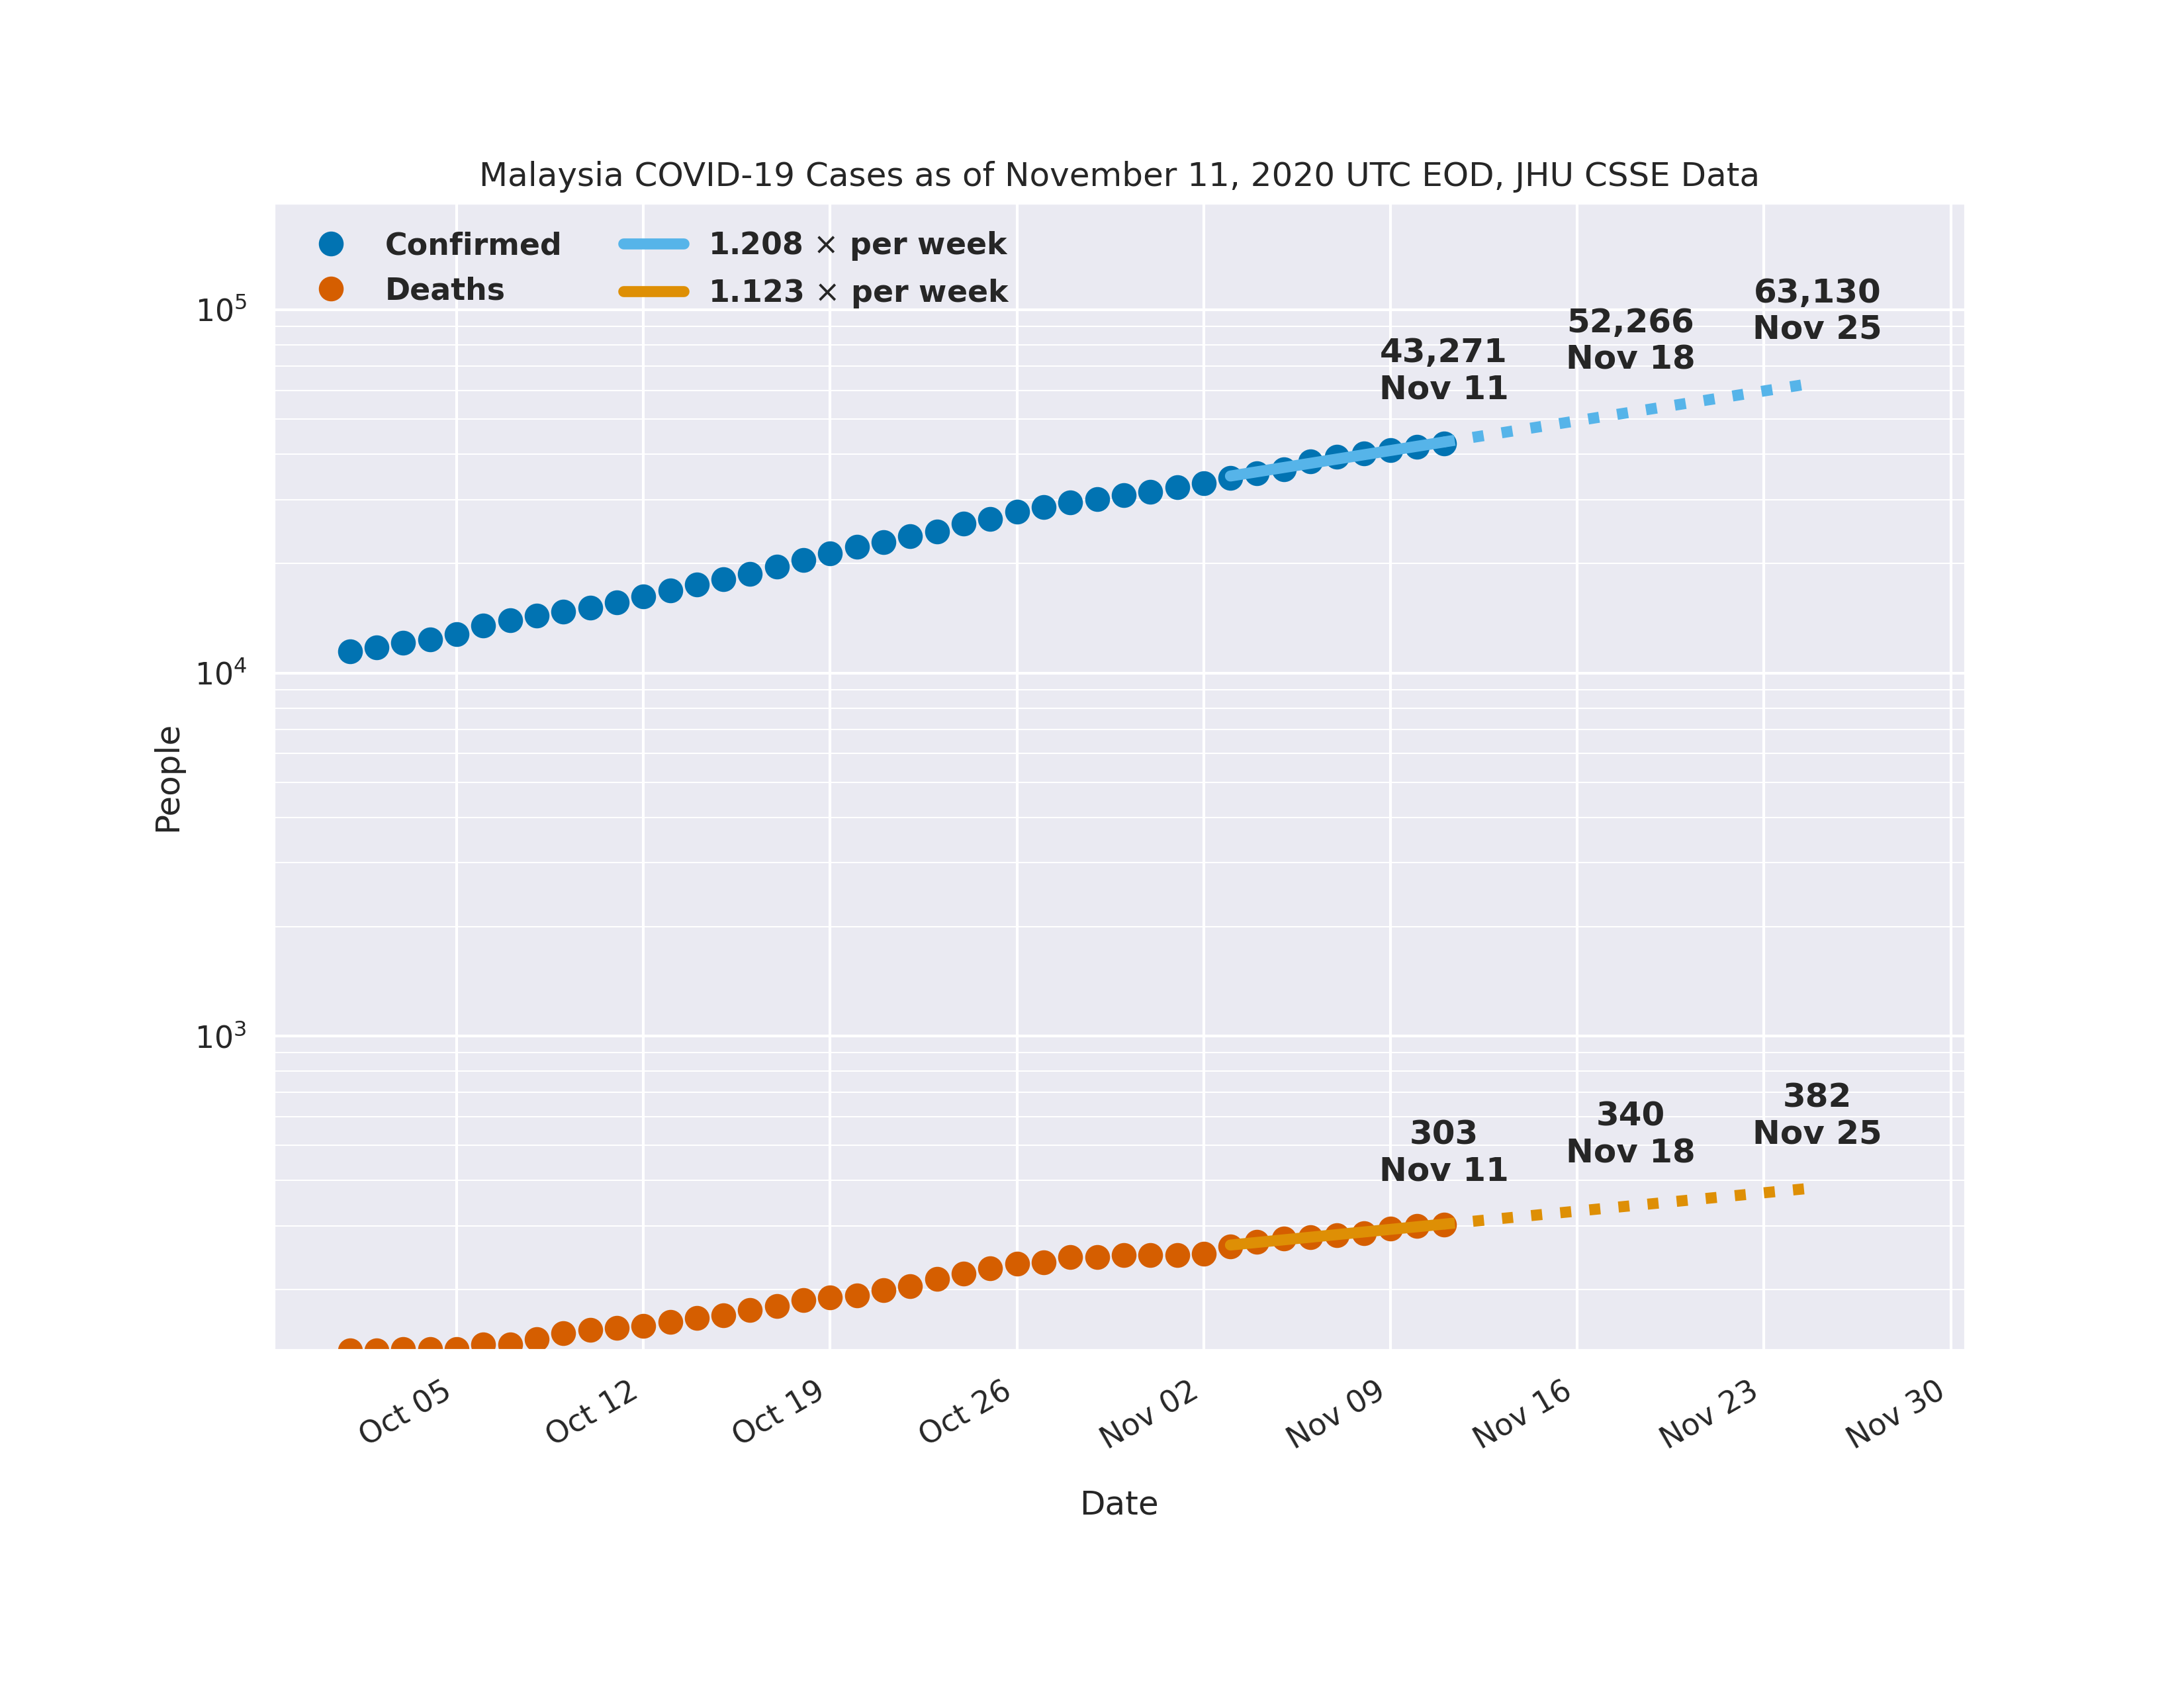 Malaysia COVID-19 Cases as of November 11, 2020 UTC EOD, JHU CSSE Data
Confirmed
Deaths
1.208 × per week
1.123 × per week
63,130
Nov 25
52,266
Nov 18
43,271
Nov 11
382
Nov 25
340
Nov 18
303
Nov 11
10⁵
10⁴
10³
People
Oct 05
Oct 12
Oct 19
Oct 26
Nov 02
Nov 09
Nov 16
Nov 23
Nov 30
Date